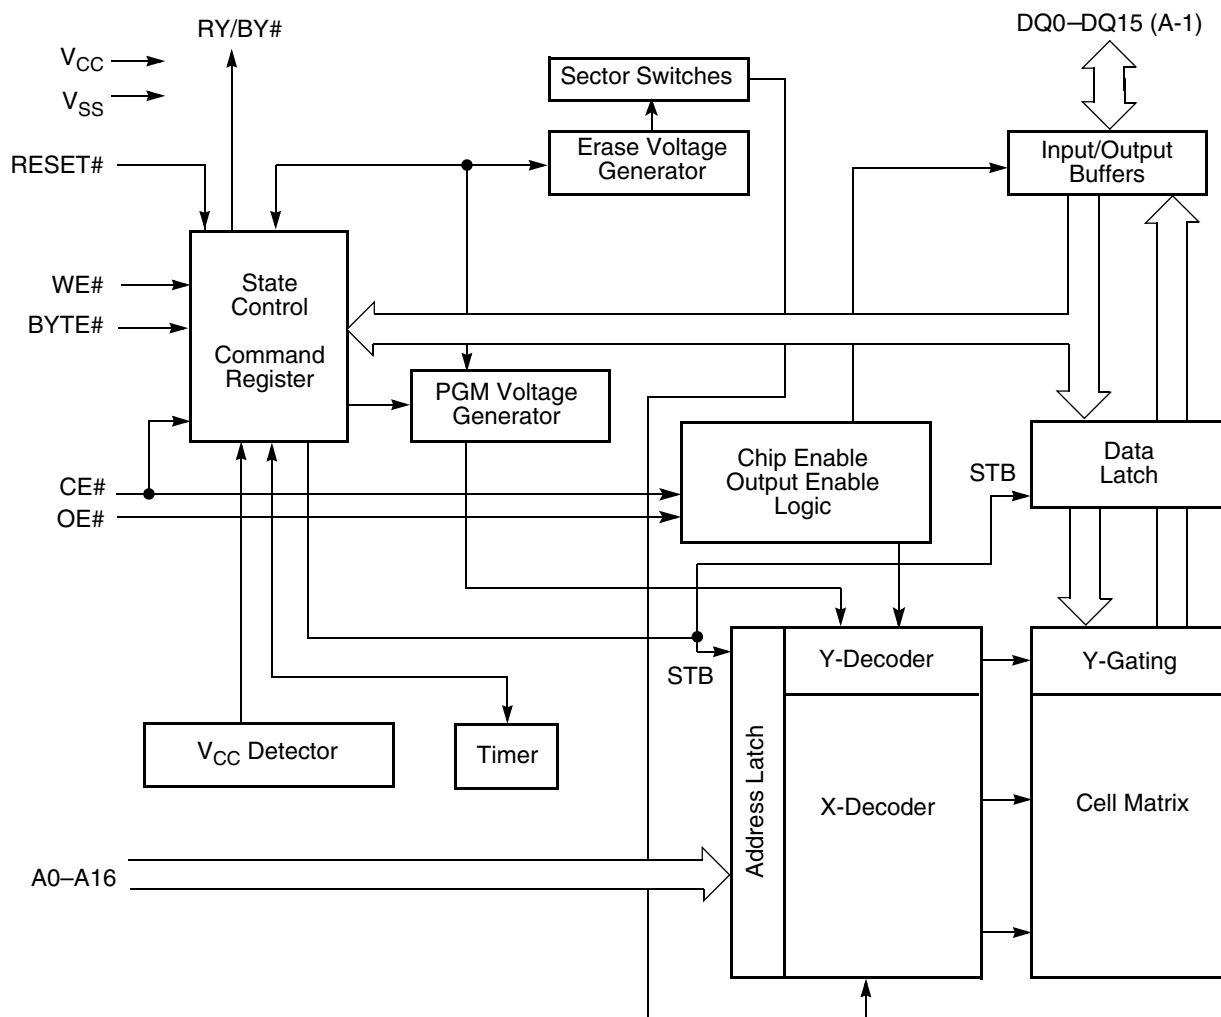 RY/BY#
DQ0–DQ15 (A-1)
VCC
VSS
RESET#
Sector Switches
Erase Voltage
Generator
Input/Output
Buffers
WE#
BYTE#
State
Control
Command
Register
PGM Voltage
Generator
CE#
OE#
Chip Enable
Output Enable
Logic
STB
Data
Latch
STB
Y-Decoder
Y-Gating
VCC Detector
Timer
Address Latch
X-Decoder
Cell Matrix
A0–A16